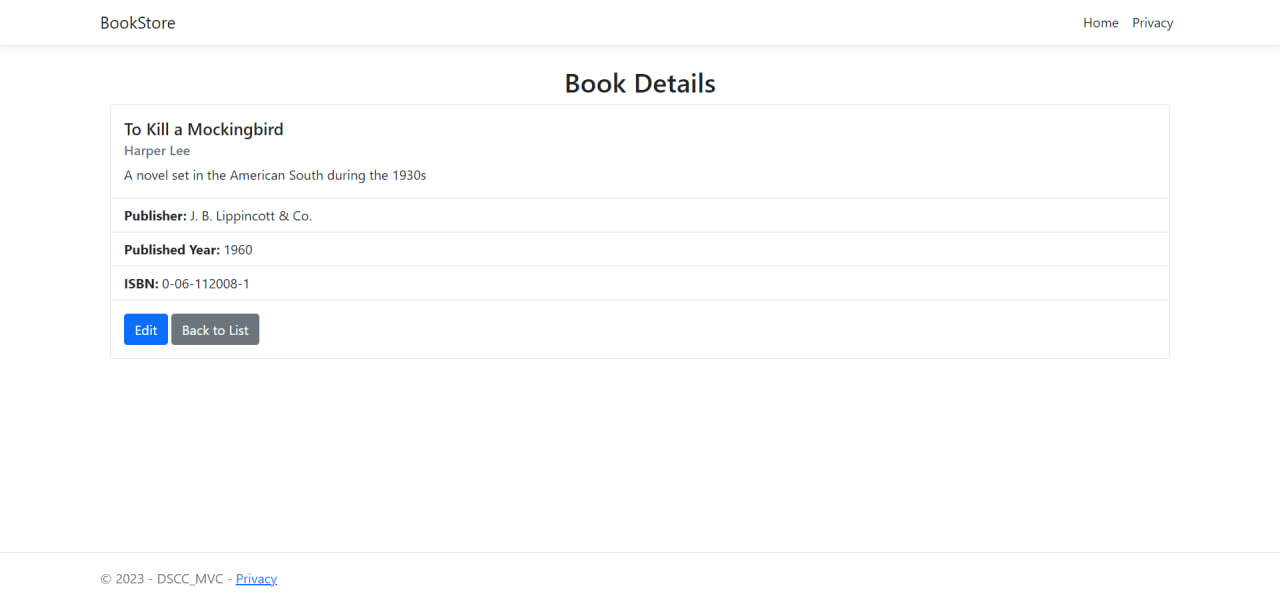 BookStore
Home Privacy
Book Details
To Kill a Mockingbird
Harper Lee
A novel set in the American South during the 1930s
Publisher: J. B. Lippincott & Co.
Published Year: 1960
ISBN: 0-06-112008-1
Edit Back to List
© 2023 - DSCC_MVC - Privacy